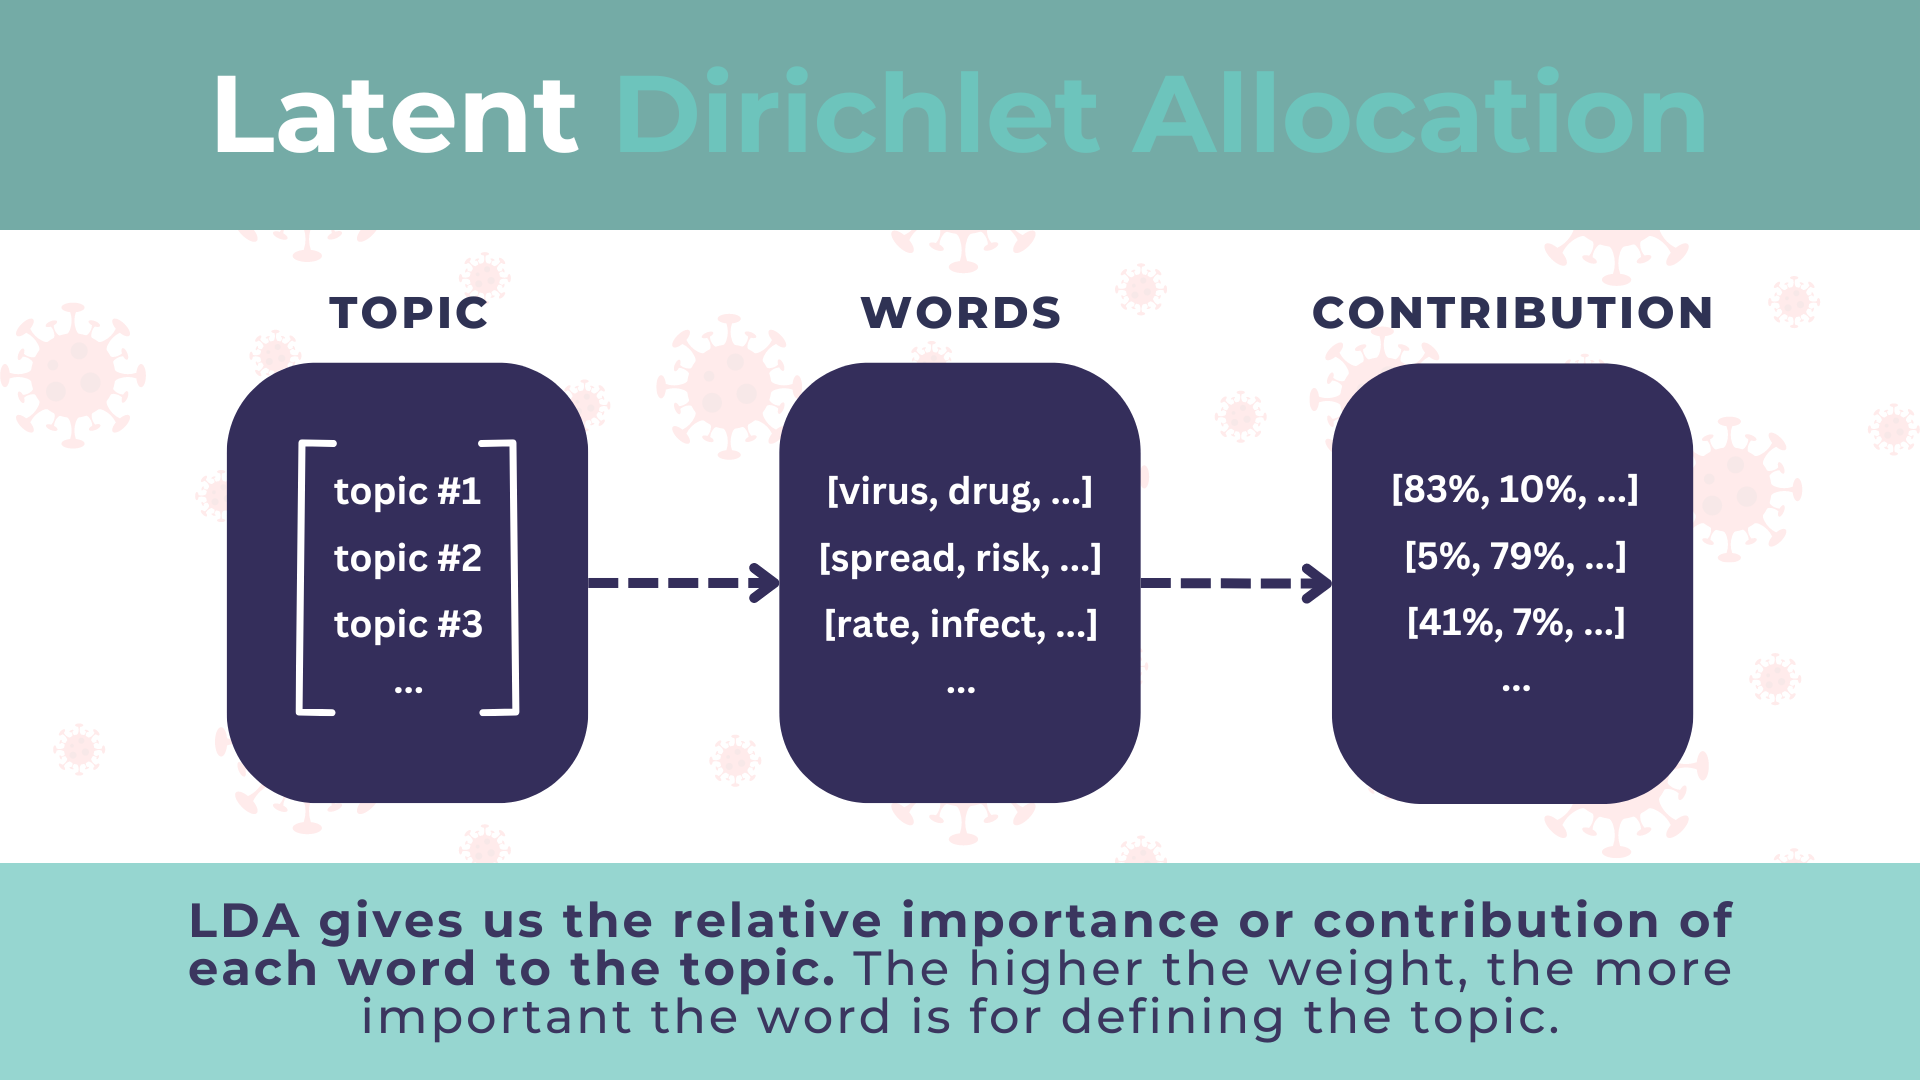 Latent Dirichlet Allocation
TOPIC
topic #1
topic #2
topic #3
...
WORDS
[virus, drug, ...]
[spread, risk, ...]
[rate, infect, ...]
...
CONTRIBUTION
[83%, 10%, ...]
[5%, 79%, ...]
[41%, 7%, ...]
...
LDA gives us the relative importance or contribution of
each word to the topic. The higher the weight, the more
important the word is for defining the topic.